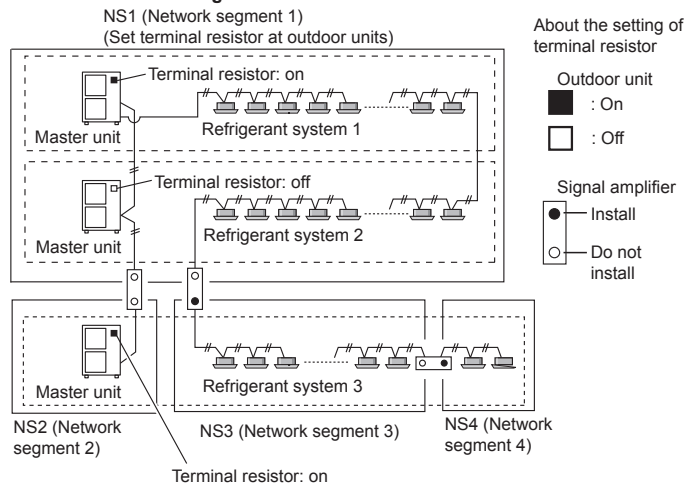 NS1 (Network segment 1)
(Set terminal resistor at outdoor units)
Terminal resistor: on
Master unit
Refrigerant system 1
Terminal resistor: off
Master unit
Refrigerant system 2
Master unit
Refrigerant system 3
NS2 (Network
segment 2)
NS3 (Network segment 3)
NS4 (Network
segment 4)
Terminal resistor: on
About the setting of
terminal resistor
Outdoor unit
: On
: Off
Signal amplifier
Install
Do not
install